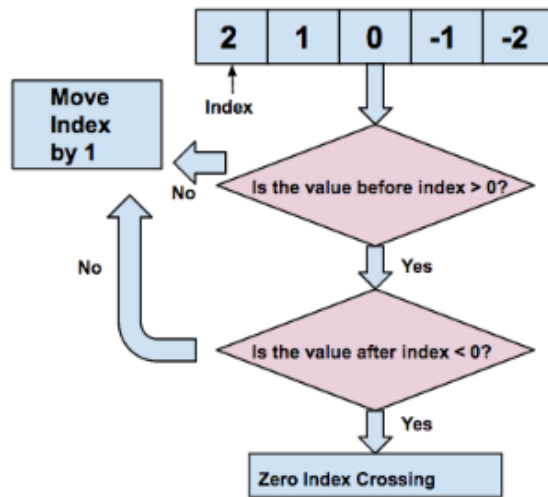 2 1 0 -1 -2
Index
Move
Index
by 1
Is the value before index > 0?
No
Yes
No
Is the value after index < 0?
Yes
Zero Index Crossing